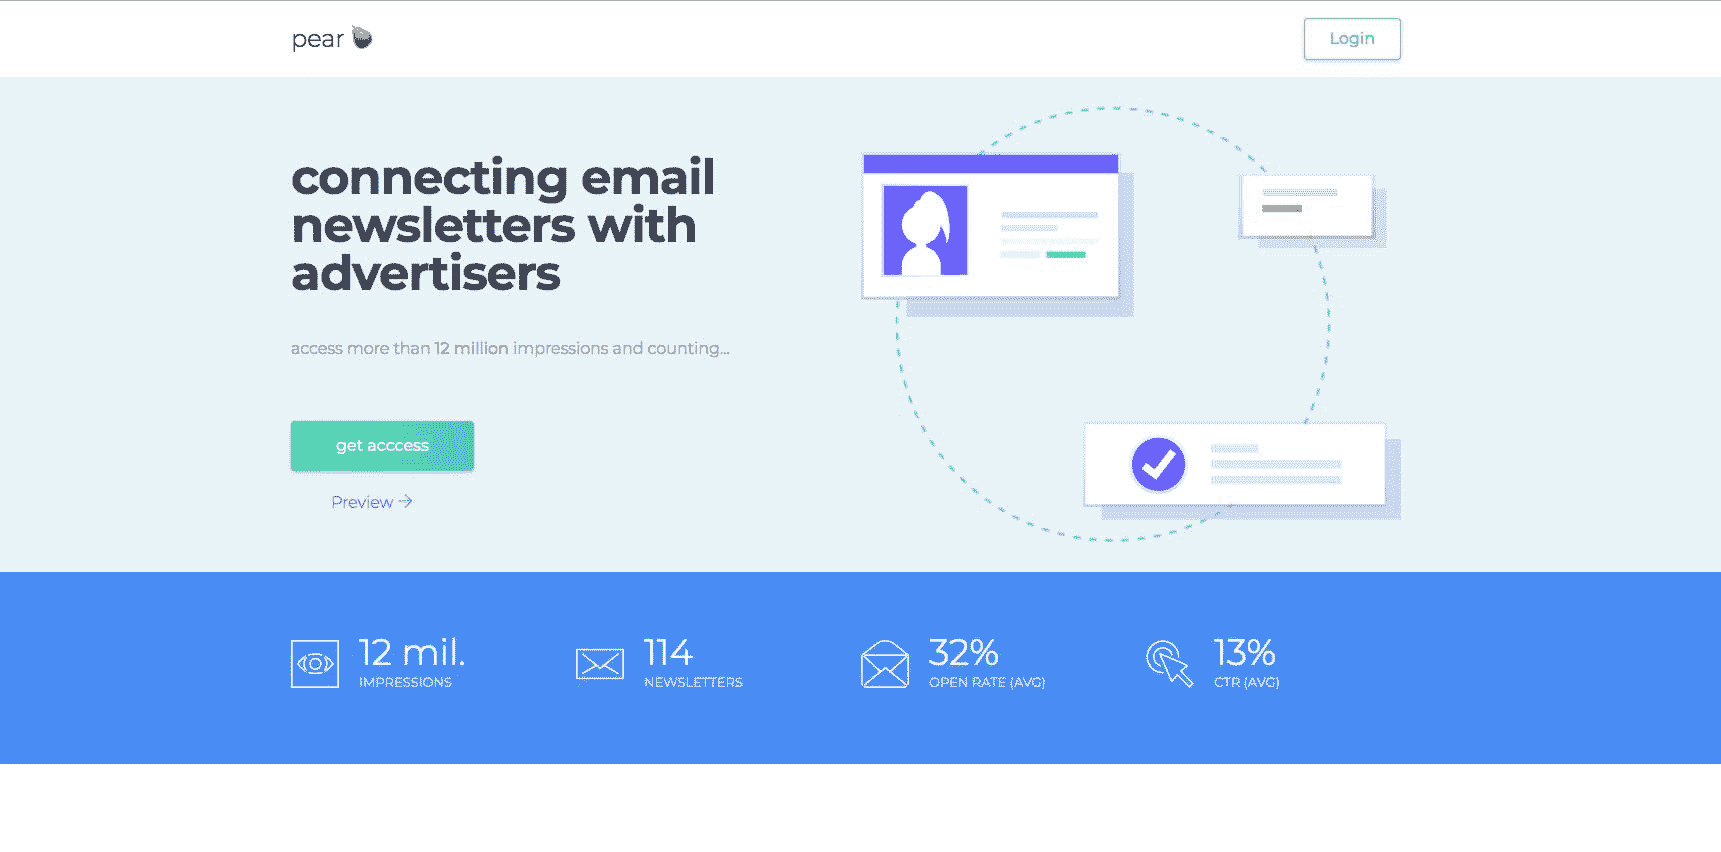 pear
Login
connecting email
newsletters with
advertisers
access more than 12 million impressions and counting...
get acccess
Preview →
12 mil.
IMPRESSIONS
114
NEWSLETTERS
32%
OPEN RATE (AVG)
13%
CTR (AVG)